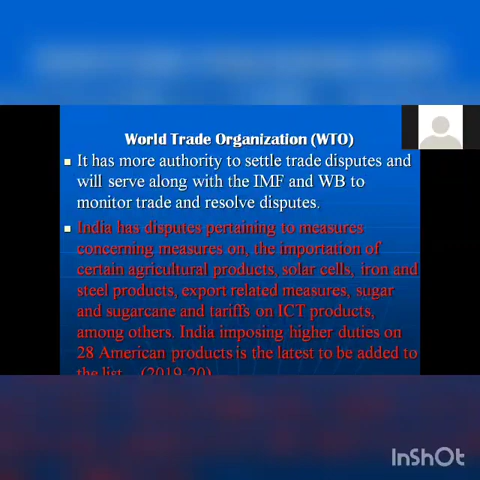 World Trade Organization (WTO)
It has more authority to settle trade disputes and
will serve along with the IMF and WB to
monitor trade and resolve disputes.
India has disputes pertaining to measures
concerning measures on, the importation of
certain agricultural products, solar cells, iron and
steel products, export related measures, sugar
and sugarcane and tariffs on ICT products,
among others. India imposing higher duties on
28 American products is the latest to be added to
the list... (2019-20)
InShOt